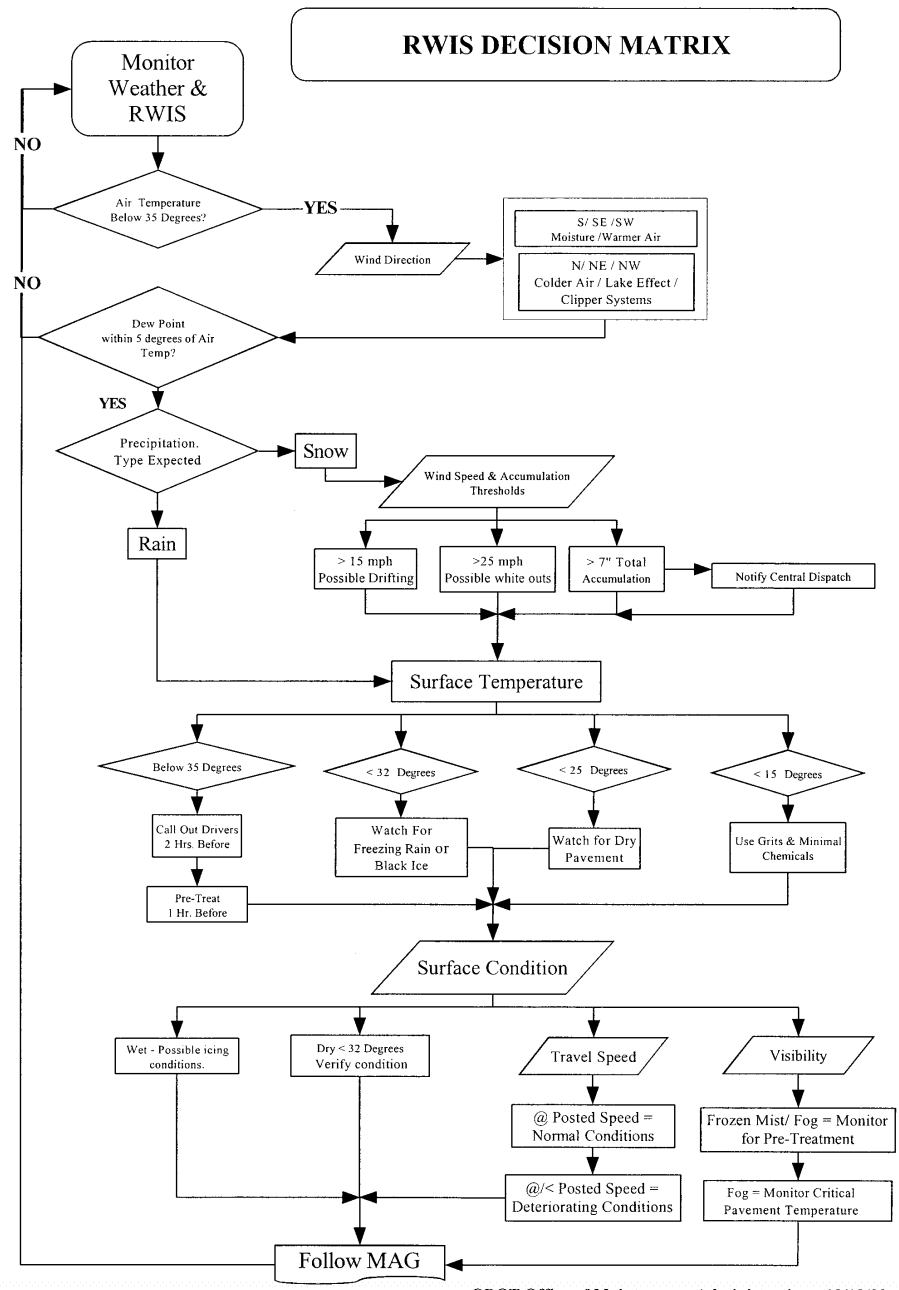 RWIS DECISION MATRIX
Monitor
Weather &
RWIS
NO
Air Temperature
Below 35 Degrees?
YES
Wind Direction
S/ SE /SW
Moisture /Warmer Air
N/ NE / NW
Colder Air / Lake Effect /
Clipper Systems
NO
Dew Point
within 5 degrees of Air
Temp?
YES
Precipitation.
Type Expected
Snow
Wind Speed & Accumulation
Thresholds
Rain
> 15 mph
Possible Drifting
>25 mph
Possible white outs
> 7" Total
Accumulation
Notify Central Dispatch
Surface Temperature
Below 35 Degrees
< 32 Degrees
< 25 Degrees
< 15 Degrees
Call Out Drivers
2 Hrs. Before
Watch For
Freezing Rain or
Black Ice
Watch for Dry
Pavement
Use Grits & Minimal
Chemicals
Pre-Treat
1 Hr. Before
Surface Condition
Wet - Possible icing
conditions.
Dry < 32 Degrees
Verify condition
Travel Speed
Visibility
@ Posted Speed =
Normal Conditions
Frozen Mist/ Fog = Monitor
for Pre-Treatment
@/< Posted Speed =
Deteriorating Conditions
Fog = Monitor Critical
Pavement Temperature
Follow MAG